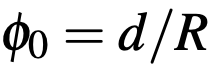 ϕ₀ = d/R